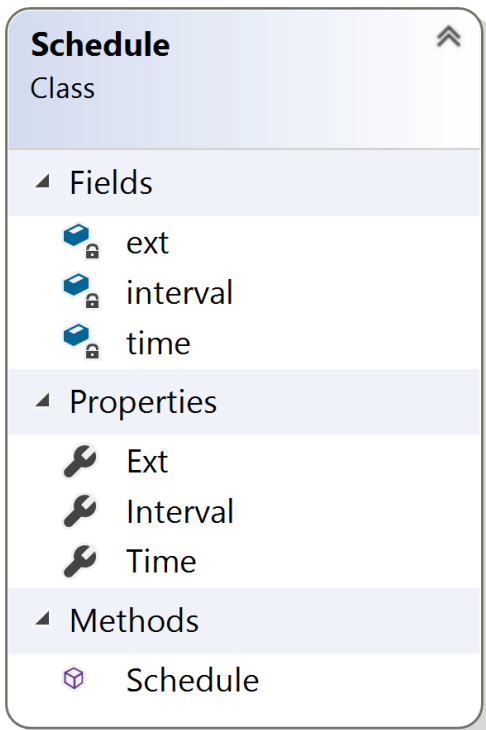 Schedule
Class
Fields
ext
interval
time
Properties
Ext
Interval
Time
Methods
Schedule